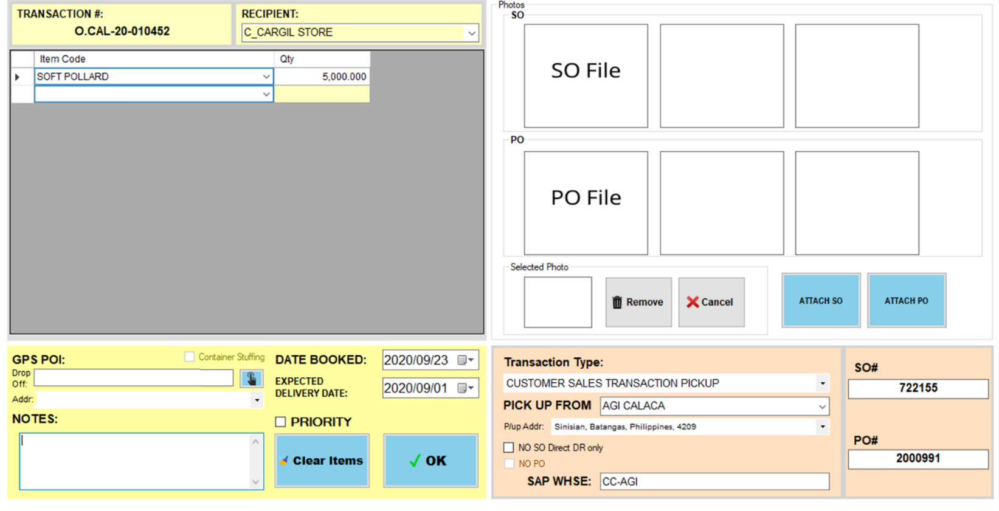 TRANSACTION #:
O.CAL-20-010452
RECIPIENT:
C_CARGIL STORE
Item Code
Qty
SOFT POLLARD
5,000.000
Photos
SO
SO File
PO
PO File
Selected Photo
Remove
Cancel
ATTACH SO
ATTACH PO
GPS POI:
Container Stuffing
Drop
Off:
Addr:
NOTES:
DATE BOOKED:
2020/09/23
EXPECTED
DELIVERY DATE:
2020/09/01
PRIORITY
Clear Items
OK
Transaction Type:
CUSTOMER SALES TRANSACTION PICKUP
PICK UP FROM
AGI CALACA
P/up Addr:
Sinisian, Batangas, Philippines, 4209
NO SO Direct DR only
NO PO
SAP WHSE:
CC-AGI
SO#
722155
PO#
2000991